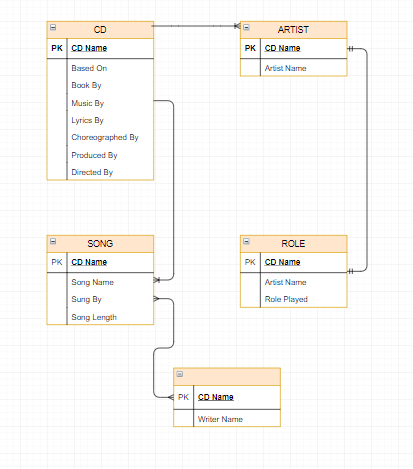 CD
PK CD Name
Based On
Book By
Music By
Lyrics By
Choreographed By
Produced By
Directed By
ARTIST
PK CD Name
Artist Name
SONG
PK CD Name
Song Name
Sung By
Song Length
ROLE
PK CD Name
Artist Name
Role Played
PK CD Name
Writer Name